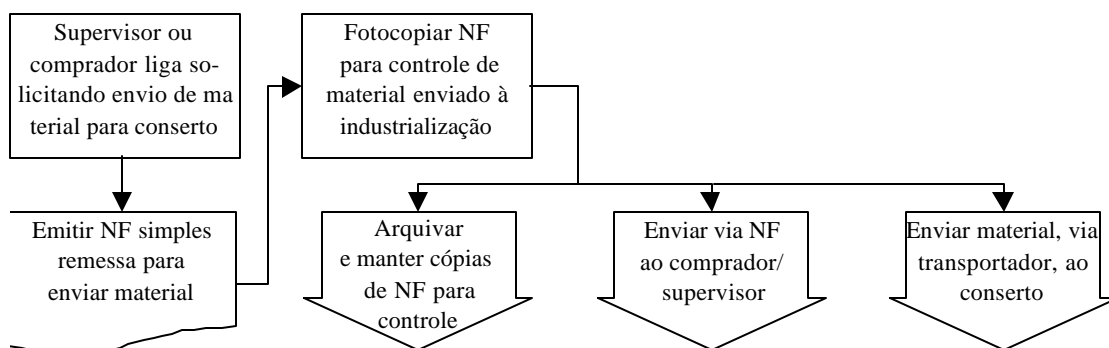 Supervisor ou
comprador liga so-
licitando envio de ma
terial para conserto
Fotocopiar NF
para controle de
material enviado à
industrialização
Emitir NF simples
remessa para
enviar material
Arquivar
e manter cópias
de NF para
controle
Enviar via NF
ao comprador/
supervisor
Enviar material, via
transportador, ao
conserto